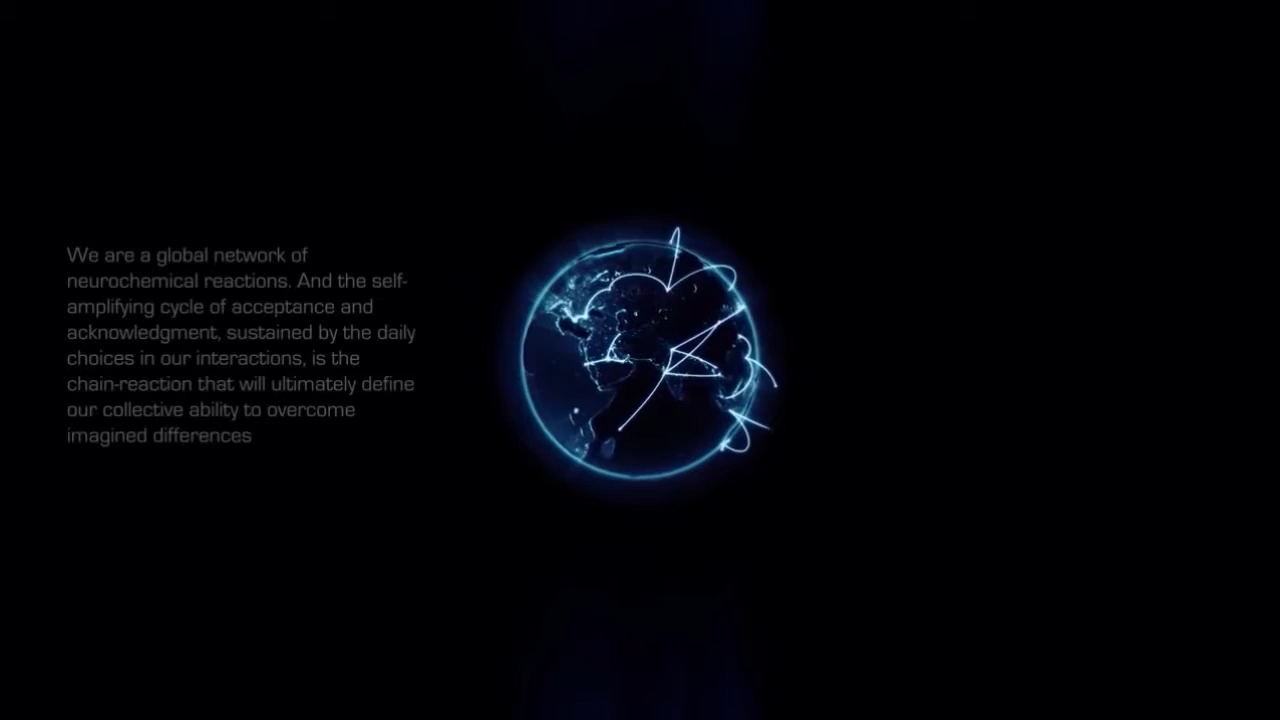 We are a global network of
neurochemical reactions. And the self-
amplifying cycle of acceptance and
acknowledgment, sustained by the daily
choices in our interactions, is the
chain-reaction that will ultimately define
our collective ability to overcome
imagined differences